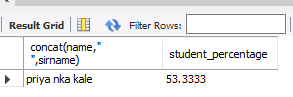 Result Grid Filter Rows:
concat(name,"
",sirname) student_percentage
priya nka kale 53.3333